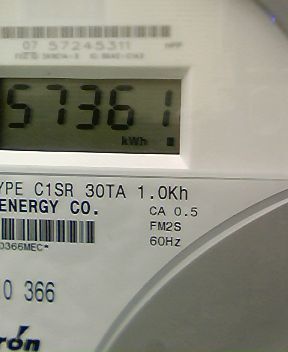 07 57245311
57361
kWh
YPE C1SR 30TA 1.0Kh
ENERGY CO.
CA 0.5
FM2S
60Hz
0366MEC*
0 366
rón